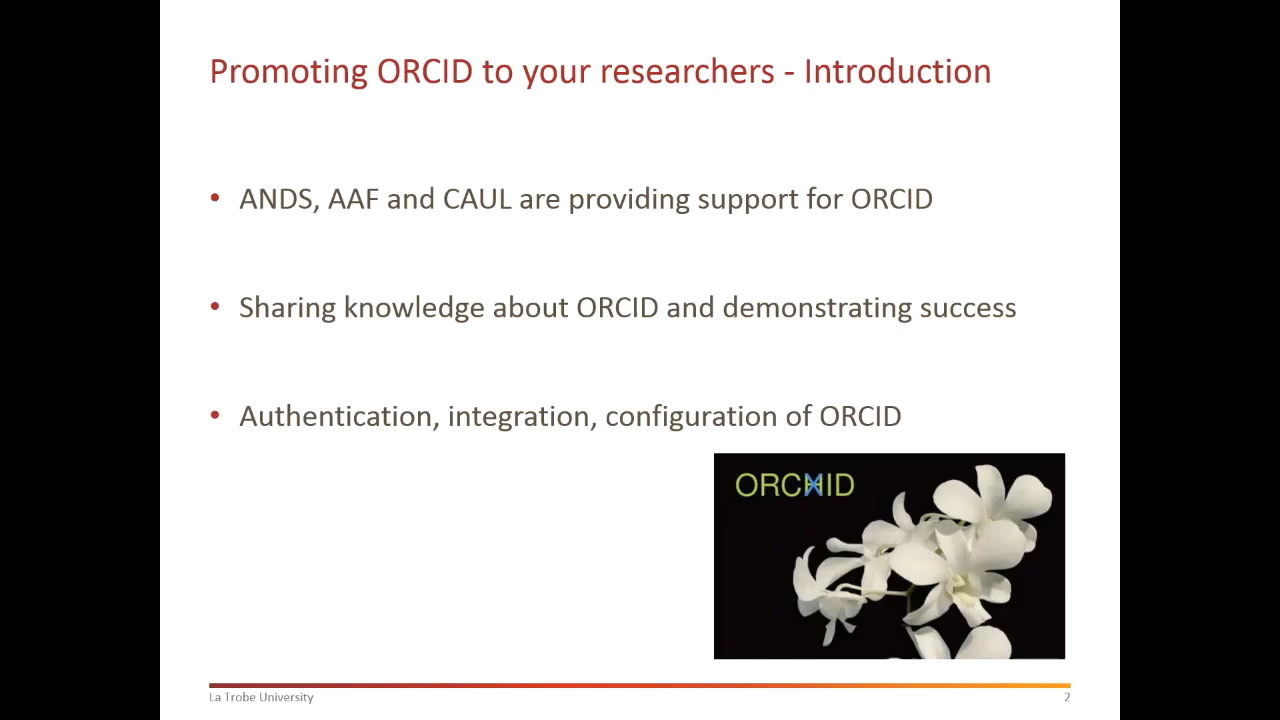 Promoting ORCID to your researchers - Introduction
• ANDS, AAF and CAUL are providing support for ORCID
• Sharing knowledge about ORCID and demonstrating success
• Authentication, integration, configuration of ORCID
ORCHID
La Trobe University
2